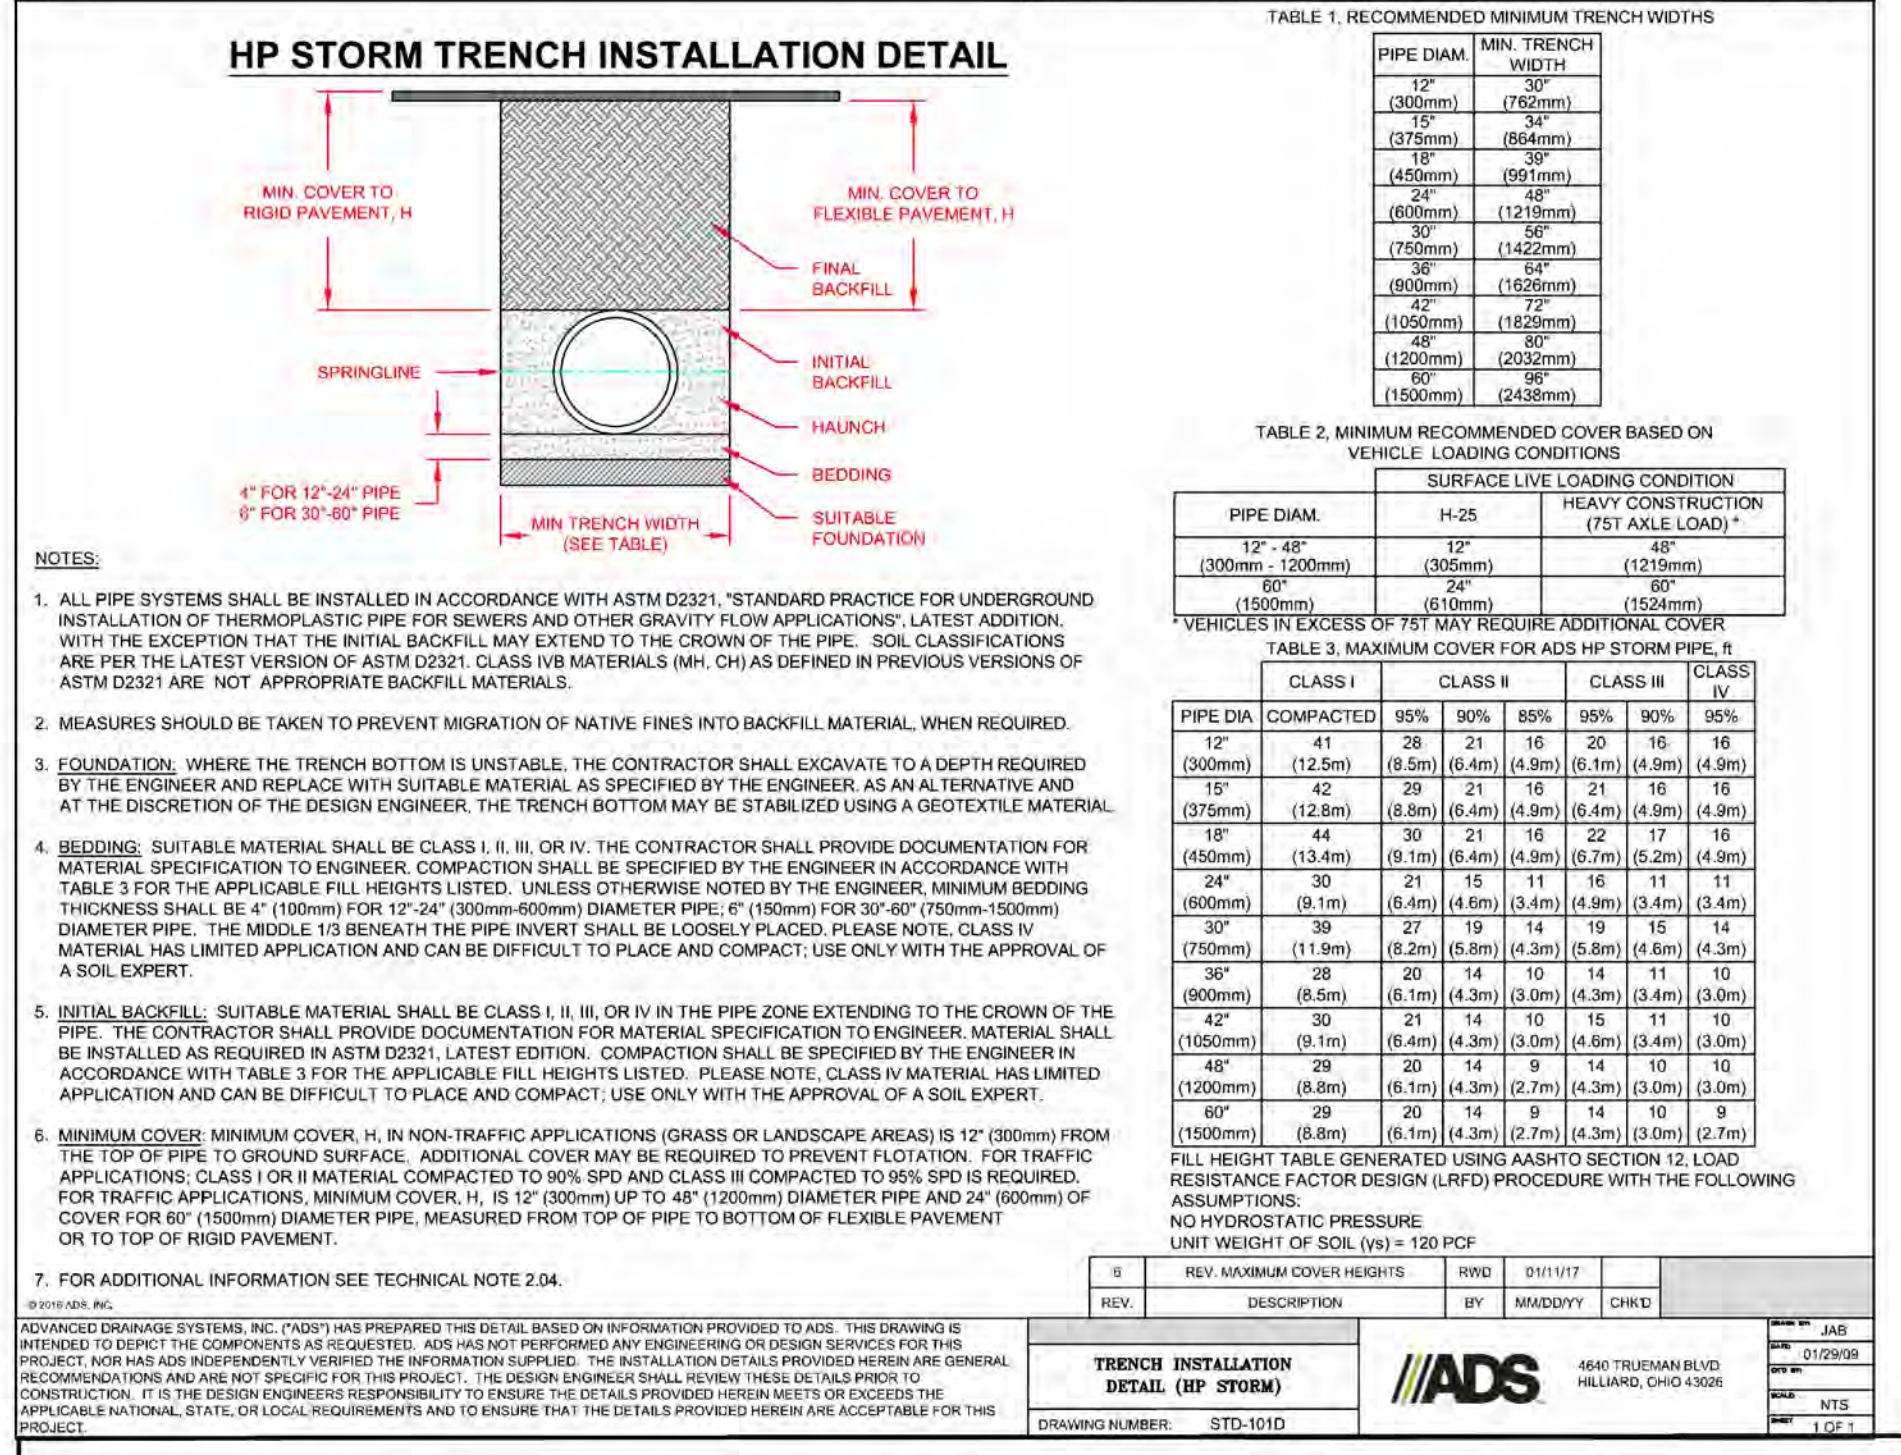 HP STORM TRENCH INSTALLATION DETAIL
MIN. COVER TO
RIGID PAVEMENT, H
MIN. COVER TO
FLEXIBLE PAVEMENT, H
FINAL
BACKFILL
SPRINGLINE
INITIAL
BACKFILL
HAUNCH
BEDDING
4" FOR 12"-24" PIPE
6" FOR 30"-60" PIPE
MIN TRENCH WIDTH
(SEE TABLE)
SUITABLE
FOUNDATION
NOTES:
1. ALL PIPE SYSTEMS SHALL BE INSTALLED IN ACCORDANCE WITH ASTM D2321, "STANDARD PRACTICE FOR UNDERGROUND
INSTALLATION OF THERMOPLASTIC PIPE FOR SEWERS AND OTHER GRAVITY FLOW APPLICATIONS", LATEST ADDITION,
WITH THE EXCEPTION THAT THE INITIAL BACKFILL MAY EXTEND TO THE CROWN OF THE PIPE. SOIL CLASSIFICATIONS
ARE PER THE LATEST VERSION OF ASTM D2321. CLASS IVB MATERIALS (MH, CH) AS DEFINED IN PREVIOUS VERSIONS OF
ASTM D2321 ARE NOT APPROPRIATE BACKFILL MATERIALS.
2. MEASURES SHOULD BE TAKEN TO PREVENT MIGRATION OF NATIVE FINES INTO BACKFILL MATERIAL, WHEN REQUIRED.
3. FOUNDATION: WHERE THE TRENCH BOTTOM IS UNSTABLE, THE CONTRACTOR SHALL EXCAVATE TO A DEPTH REQUIRED
BY THE ENGINEER AND REPLACE WITH SUITABLE MATERIAL AS SPECIFIED BY THE ENGINEER. AS AN ALTERNATIVE AND
AT THE DISCRETION OF THE DESIGN ENGINEER, THE TRENCH BOTTOM MAY BE STABILIZED USING A GEOTEXTILE MATERIAL
4. BEDDING: SUITABLE MATERIAL SHALL BE CLASS I, II, III, OR IV. THE CONTRACTOR SHALL PROVIDE DOCUMENTATION FOR
MATERIAL SPECIFICATION TO ENGINEER. COMPACTION SHALL BE SPECIFIED BY THE ENGINEER IN ACCORDANCE WITH
TABLE 3 FOR THE APPLICABLE FILL HEIGHTS LISTED. UNLESS OTHERWISE NOTED BY THE ENGINEER, MINIMUM BEDDING
THICKNESS SHALL BE 4" (100mm) FOR 12"-24" (300mm-600mm) DIAMETER PIPE; 6" (150mm) FOR 30"-60" (750mm-1500mm)
DIAMETER PIPE. THE MIDDLE 1/3 BENEATH THE PIPE INVERT SHALL BE LOOSELY PLACED. PLEASE NOTE, CLASS IV
MATERIAL HAS LIMITED APPLICATION AND CAN BE DIFFICULT TO PLACE AND COMPACT; USE ONLY WITH THE APPROVAL OF
A SOIL EXPERT.
5. INITIAL BACKFILL: SUITABLE MATERIAL SHALL BE CLASS I, II, III, OR IV IN THE PIPE ZONE EXTENDING TO THE CROWN OF THE
PIPE. THE CONTRACTOR SHALL PROVIDE DOCUMENTATION FOR MATERIAL SPECIFICATION TO ENGINEER. MATERIAL SHALL
BE INSTALLED AS REQUIRED IN ASTM D2321, LATEST EDITION. COMPACTION SHALL BE SPECIFIED BY THE ENGINEER IN
ACCORDANCE WITH TABLE 3 FOR THE APPLICABLE FILL HEIGHTS LISTED. PLEASE NOTE, CLASS IV MATERIAL HAS LIMITED
APPLICATION AND CAN BE DIFFICULT TO PLACE AND COMPACT; USE ONLY WITH THE APPROVAL OF A SOIL EXPERT.
6. MINIMUM COVER: MINIMUM COVER, H, IN NON-TRAFFIC APPLICATIONS (GRASS OR LANDSCAPE AREAS) IS 12" (300mm) FROM
THE TOP OF PIPE TO GROUND SURFACE. ADDITIONAL COVER MAY BE REQUIRED TO PREVENT FLOTATION. FOR TRAFFIC
APPLICATIONS; CLASS I OR II MATERIAL COMPACTED TO 90% SPD AND CLASS III COMPACTED TO 95% SPD IS REQUIRED.
FOR TRAFFIC APPLICATIONS, MINIMUM COVER, H, IS 12" (300mm) UP TO 48" (1200mm) DIAMETER PIPE AND 24" (600mm) OF
COVER FOR 60" (1500mm) DIAMETER PIPE, MEASURED FROM TOP OF PIPE TO BOTTOM OF FLEXIBLE PAVEMENT
OR TO TOP OF RIGID PAVEMENT.
7. FOR ADDITIONAL INFORMATION SEE TECHNICAL NOTE 2.04.
© 2016 ADS, INC.
TABLE 1, RECOMMENDED MINIMUM TRENCH WIDTHS
PIPE DIAM. MIN. TRENCH
WIDTH
12" 30"
(300mm) (762mm)
15" 34"
(375mm) (864mm)
18" 39"
(450mm) (991mm)
24" 48"
(600mm) (1219mm)
30" 56"
(750mm) (1422mm)
36" 64"
(900mm) (1626mm)
42" 72"
(1050mm) (1829mm)
48" 80"
(1200mm) (2032mm)
60" 96"
(1500mm) (2438mm)
TABLE 2, MINIMUM RECOMMENDED COVER BASED ON
VEHICLE LOADING CONDITIONS
SURFACE LIVE LOADING CONDITION
PIPE DIAM. H-25 HEAVY CONSTRUCTION
(75T AXLE LOAD) *
12" - 48" 12" 48"
(300mm - 1200mm) (305mm) (1219mm)
60" 24" 60"
(1500mm) (610mm) (1524mm)
* VEHICLES IN EXCESS OF 75T MAY REQUIRE ADDITIONAL COVER
TABLE 3, MAXIMUM COVER FOR ADS HP STORM PIPE, ft
CLASS I CLASS II CLASS III CLASS
IV
PIPE DIA COMPACTED 95% 90% 85% 95% 90% 95%
12" 41 28 21 16 20 16 16
(300mm) (12.5m) (8.5m) (6.4m) (4.9m) (6.1m) (4.9m) (4.9m)
15" 42 29 21 16 21 16 16
(375mm) (12.8m) (8.8m) (6.4m) (4.9m) (6.4m) (4.9m) (4.9m)
18" 44 30 21 16 22 17 16
(450mm) (13.4m) (9.1m) (6.4m) (4.9m) (6.7m) (5.2m) (4.9m)
24" 30 21 15 11 16 11 11
(600mm) (9.1m) (6.4m) (4.6m) (3.4m) (4.9m) (3.4m) (3.4m)
30" 39 27 19 14 19 15 14
(750mm) (11.9m) (8.2m) (5.8m) (4.3m) (5.8m) (4.6m) (4.3m)
36" 28 20 14 10 14 11 10
(900mm) (8.5m) (6.1m) (4.3m) (3.0m) (4.3m) (3.4m) (3.0m)
42" 30 21 14 10 15 11 10
(1050mm) (9.1m) (6.4m) (4.3m) (3.0m) (4.6m) (3.4m) (3.0m)
48" 29 20 14 9 14 10 10
(1200mm) (8.8m) (6.1m) (4.3m) (2.7m) (4.3m) (3.0m) (3.0m)
60" 29 20 14 9 14 10 9
(1500mm) (8.8m) (6.1m) (4.3m) (2.7m) (4.3m) (3.0m) (2.7m)
FILL HEIGHT TABLE GENERATED USING AASHTO SECTION 12, LOAD
RESISTANCE FACTOR DESIGN (LRFD) PROCEDURE WITH THE FOLLOWING
ASSUMPTIONS:
NO HYDROSTATIC PRESSURE
UNIT WEIGHT OF SOIL (γs) = 120 PCF
6 REV. MAXIMUM COVER HEIGHTS RWD 01/11/17
REV. DESCRIPTION BY MM/DD/YY CHK'D
ADVANCED DRAINAGE SYSTEMS, INC. ("ADS") HAS PREPARED THIS DETAIL BASED ON INFORMATION PROVIDED TO ADS. THIS DRAWING IS
INTENDED TO DEPICT THE COMPONENTS AS REQUESTED. ADS HAS NOT PERFORMED ANY ENGINEERING OR DESIGN SERVICES FOR THIS
PROJECT, NOR HAS ADS INDEPENDENTLY VERIFIED THE INFORMATION SUPPLIED. THE INSTALLATION DETAILS PROVIDED HEREIN ARE GENERAL
RECOMMENDATIONS AND ARE NOT SPECIFIC FOR THIS PROJECT. THE DESIGN ENGINEER SHALL REVIEW THESE DETAILS PRIOR TO
CONSTRUCTION. IT IS THE DESIGN ENGINEERS RESPONSIBILITY TO ENSURE THE DETAILS PROVIDED HEREIN MEETS OR EXCEEDS THE
APPLICABLE NATIONAL, STATE, OR LOCAL REQUIREMENTS AND TO ENSURE THAT THE DETAILS PROVIDED HEREIN ARE ACCEPTABLE FOR THIS
PROJECT.
TRENCH INSTALLATION
DETAIL (HP STORM)
DRAWING NUMBER: STD-101D
ADS
4640 TRUEMAN BLVD
HILLIARD, OHIO 43026
JAB
01/29/09
NTS
1 OF 1